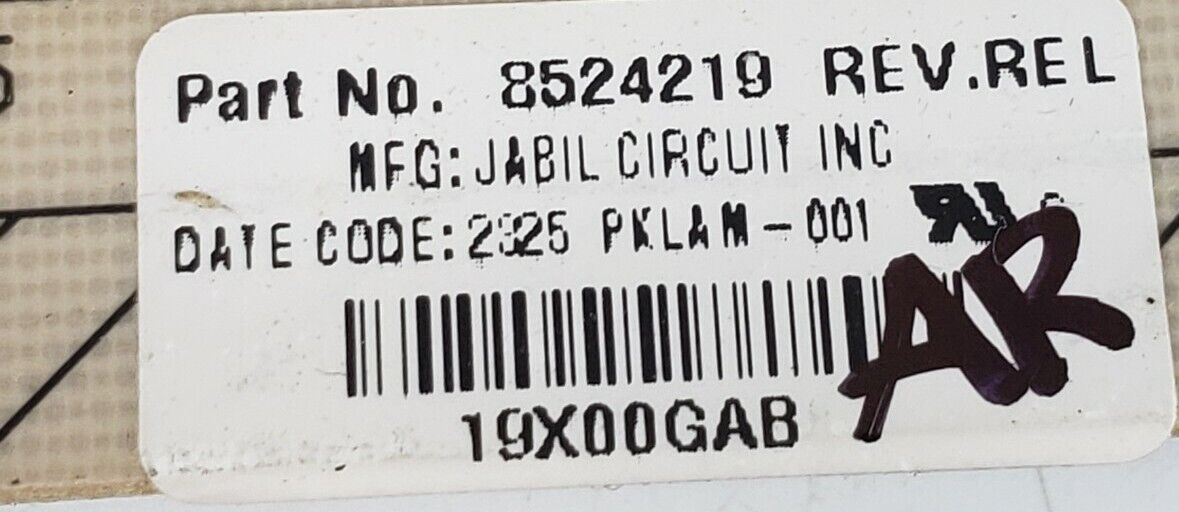 Part No. 8524219 REV.REL
MFG: JABIL CIRCUIT INC
DATE CODE: 2325 PKLAM-001
AR
19X00GAB